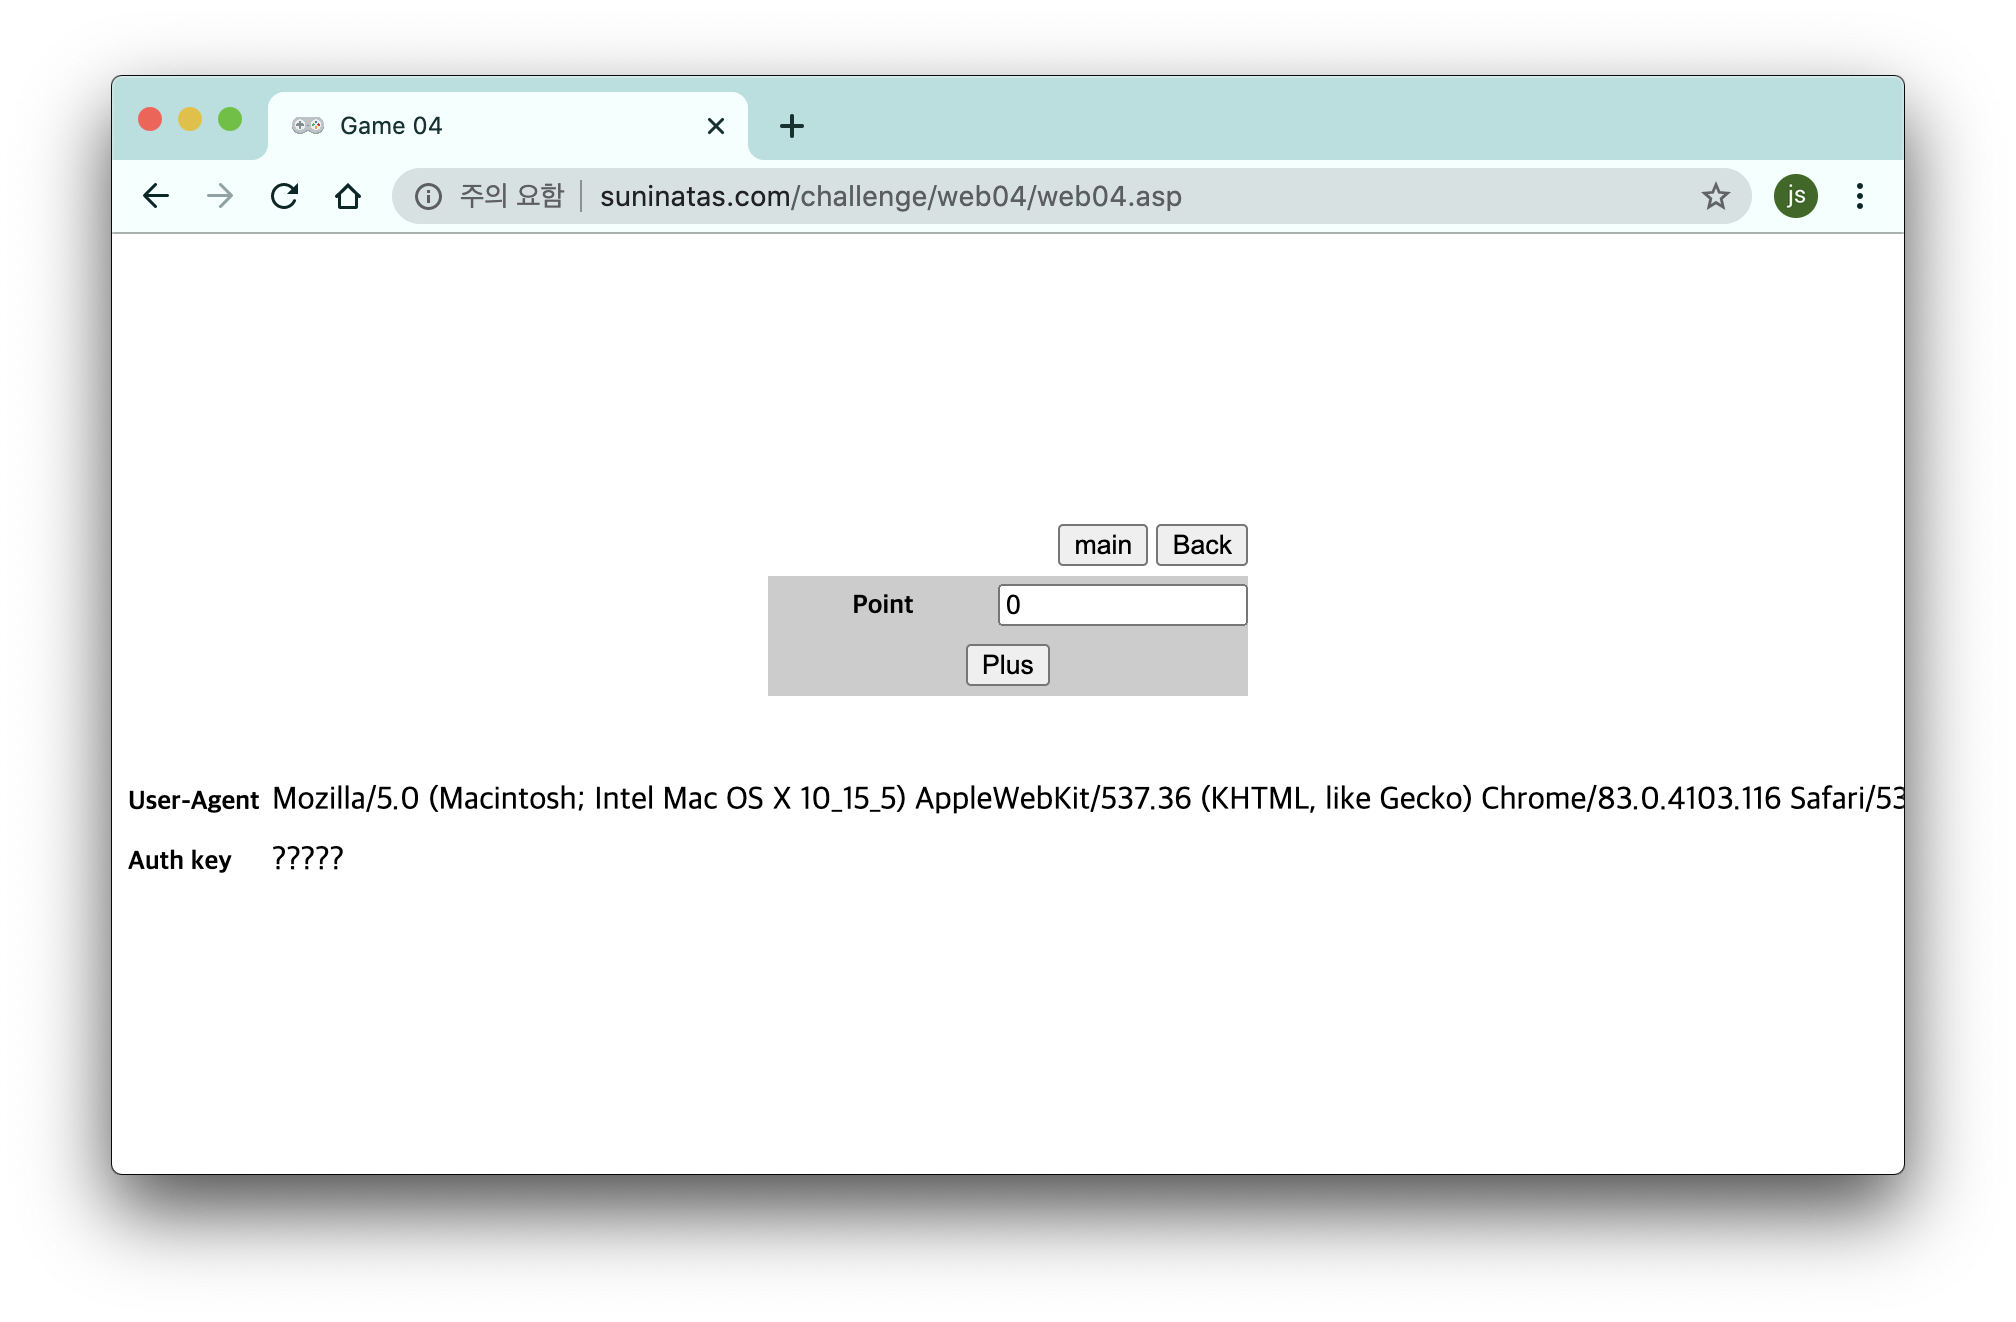 Game 04
주의 요함 suninatas.com/challenge/web04/web04.asp js
main Back
Point 0
Plus
User-Agent Mozilla/5.0 (Macintosh; Intel Mac OS X 10_15_5) AppleWebKit/537.36 (KHTML, like Gecko) Chrome/83.0.4103.116 Safari/53
Auth key ?????